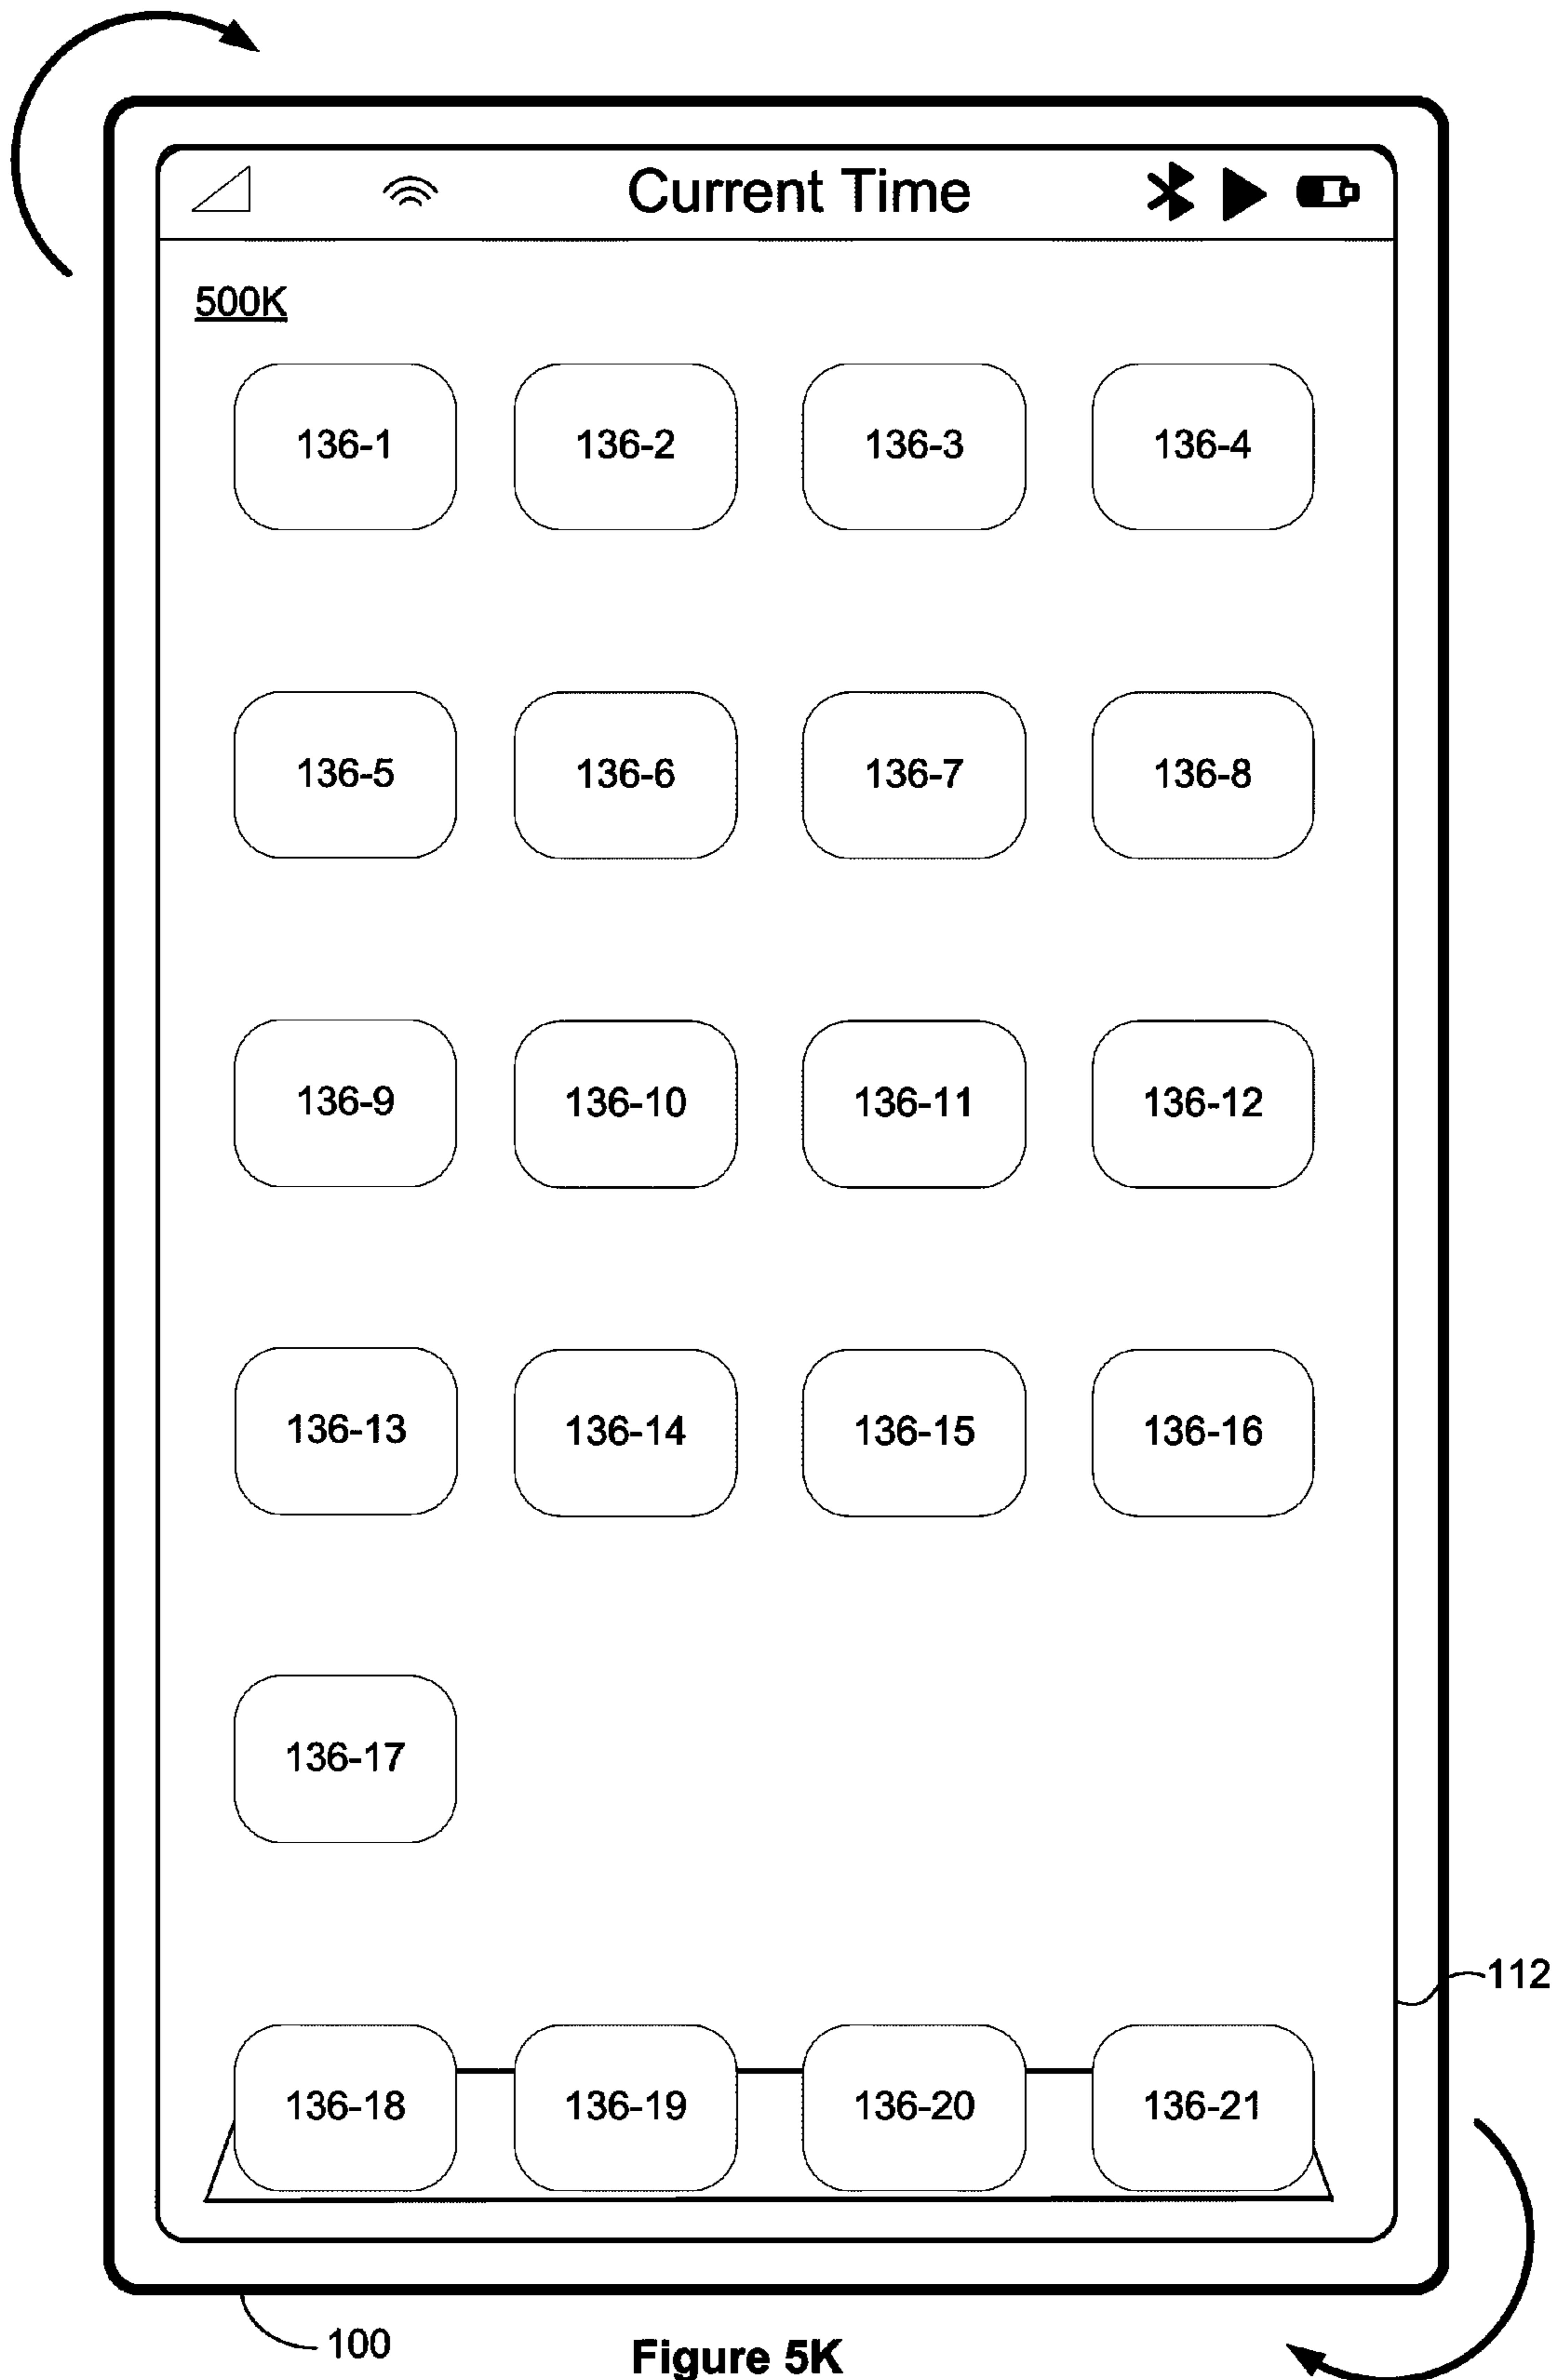 Current Time
500K
136-1 136-2 136-3 136-4
136-5 136-6 136-7 136-8
136-9 136-10 136-11 136-12
136-13 136-14 136-15 136-16
136-17
112
136-18 136-19 136-20 136-21
100
Figure 5K